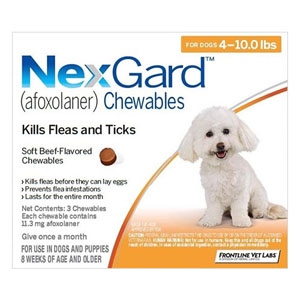 FOR DOGS 4–10.0 lbs
NexGard™
(afoxolaner) Chewables
Kills Fleas and Ticks
Soft Beef-Flavored
Chewables
• Kills fleas before they can lay eggs
• Prevents flea infestations
• Lasts for the entire month
Net Contents: 3 Chewables
Each chewable contains
11.3 mg afoxolaner
Give once a month
FOR USE IN DOGS AND PUPPIES
8 WEEKS OF AGE AND OLDER
FRONTLINE VET LABS